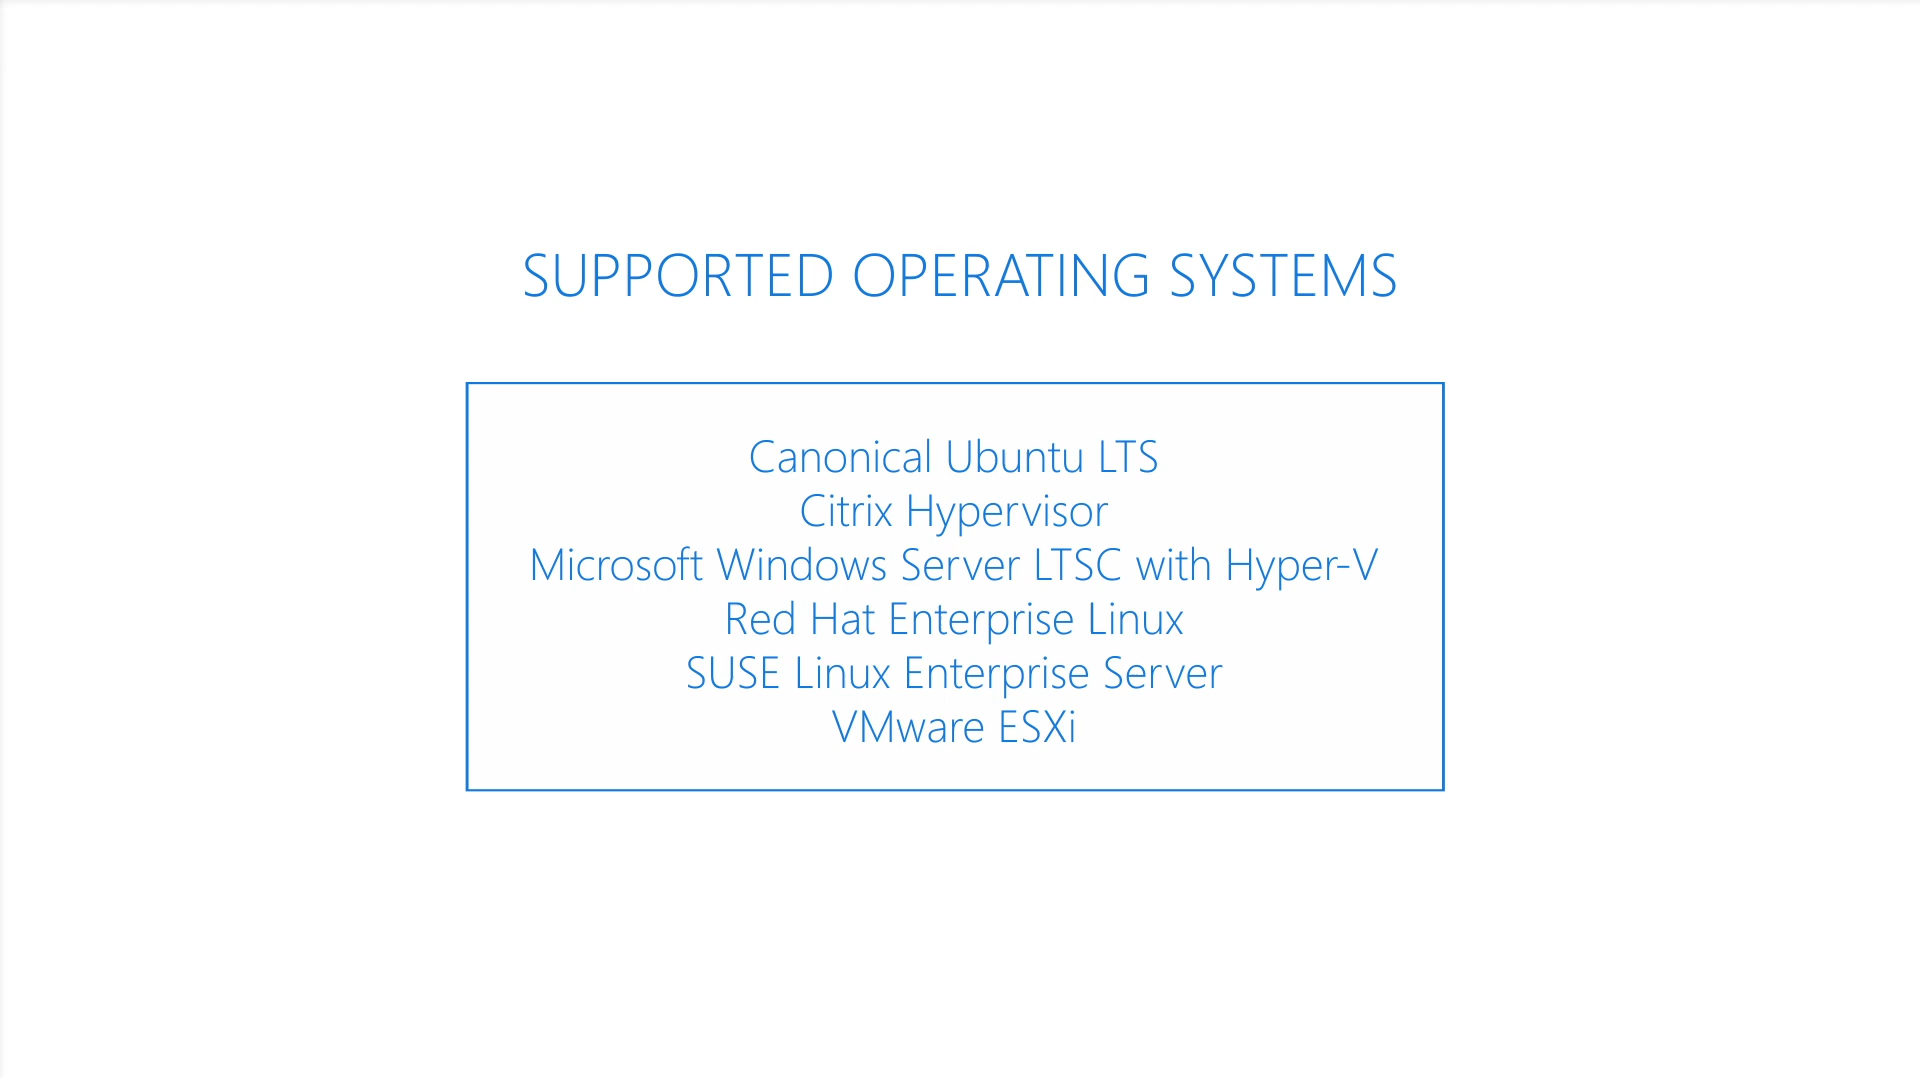 SUPPORTED OPERATING SYSTEMS
Canonical Ubuntu LTS
Citrix Hypervisor
Microsoft Windows Server LTSC with Hyper-V
Red Hat Enterprise Linux
SUSE Linux Enterprise Server
VMware ESXi